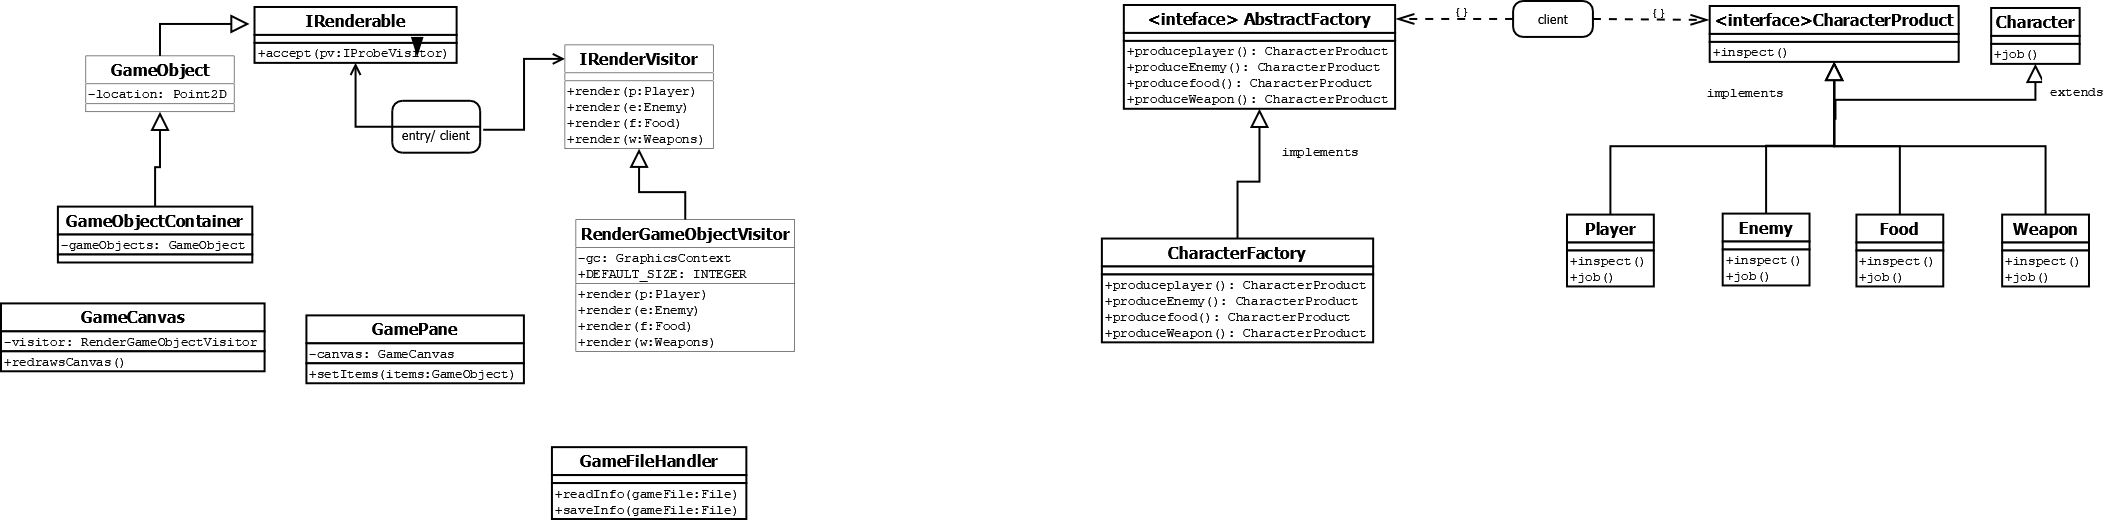 IRenderable
+accept(pv:IProbeVisitor)
GameObject
-location: Point2D
entry/ client
IRenderVisitor
+render(p:Player)
+render(e:Enemy)
+render(f:Food)
+render(w:Weapons)
GameObjectContainer
-gameObjects: GameObject
RenderGameObjectVisitor
-gc: GraphicsContext
+DEFAULT_SIZE: INTEGER
+render(p:Player)
+render(e:Enemy)
+render(f:Food)
+render(w:Weapons)
GameCanvas
-visitor: RenderGameObjectVisitor
+redrawsCanvas()
GamePane
-canvas: GameCanvas
+setItems(items:GameObject)
GameFileHandler
+readInfo(gameFile:File)
+saveInfo(gameFile:File)
<inteface> AbstractFactory
+produceplayer(): CharacterProduct
+produceEnemy(): CharacterProduct
+producefood(): CharacterProduct
+produceWeapon(): CharacterProduct
{}
client
{}
<interface>CharacterProduct
+inspect()
Character
+job()
implements
extends
implements
CharacterFactory
+produceplayer(): CharacterProduct
+produceEnemy(): CharacterProduct
+producefood(): CharacterProduct
+produceWeapon(): CharacterProduct
Player
+inspect()
+job()
Enemy
+inspect()
+job()
Food
+inspect()
+job()
Weapon
+inspect()
+job()